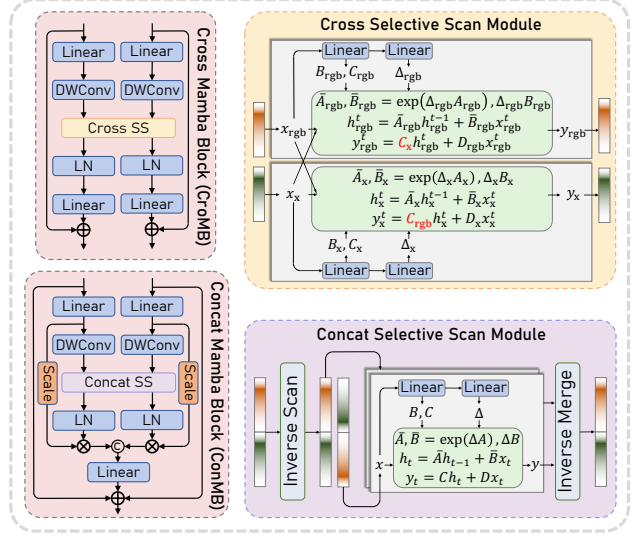 Cross Mamba Block (CroMB)
Linear Linear
DWConv DWConv
Cross SS
LN LN
Linear Linear
Cross Selective Scan Module
Linear Linear
B_rgb, C_rgb Δ_rgb
Ā_rgb, B̄_rgb = exp(Δ_rgb A_rgb), Δ_rgb B_rgb
h^t_rgb = Ā_rgb h^{t-1}_rgb + B̄_rgb x^t_rgb
y^t_rgb = C_x h^t_rgb + D_rgb x^t_rgb
x_rgb y_rgb
Ā_x, B̄_x = exp(Δ_x A_x), Δ_x B_x
h^t_x = Ā_x h^{t-1}_x + B̄_x x^t_x
y^t_x = C_rgb h^t_x + D_x x^t_x
x_x y_x
B_x, C_x Δ_x
Linear Linear
Concat Mamba Block (ConMB)
Linear Linear
DWConv DWConv
Scale Scale
Concat SS
LN LN
C
Linear
Concat Selective Scan Module
Inverse Scan
Linear Linear
B, C Δ
Ā, B̄ = exp(ΔA), ΔB
h_t = Āh_{t-1} + B̄x_t
y_t = Ch_t + Dx_t
x y
Inverse Merge